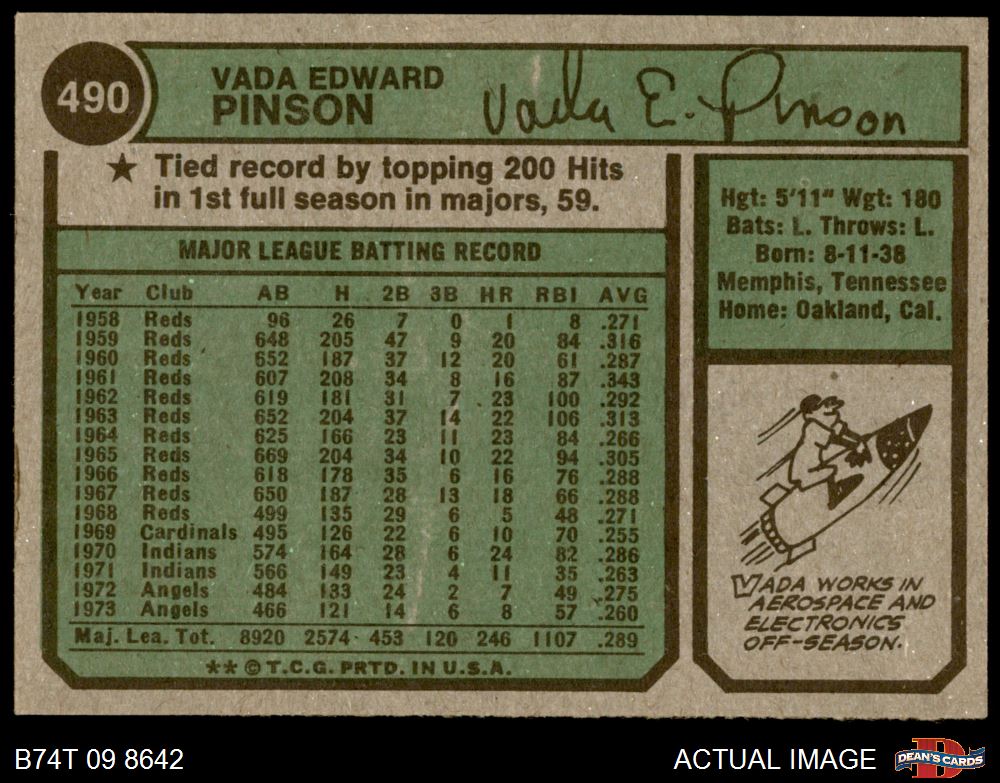 490
VADA EDWARD
PINSON
Vada E. Pinson
★ Tied record by topping 200 Hits
in 1st full season in majors, 59.
MAJOR LEAGUE BATTING RECORD
Year Club AB H 2B 3B HR RBI AVG
1958 Reds 96 26 7 0 1 8 .271
1959 Reds 648 205 47 9 20 84 .316
1960 Reds 652 187 37 12 20 61 .287
1961 Reds 607 208 34 8 16 87 .343
1962 Reds 619 181 31 7 23 100 .292
1963 Reds 652 204 37 14 22 106 .313
1964 Reds 625 166 23 11 23 84 .266
1965 Reds 669 204 34 10 22 94 .305
1966 Reds 618 178 35 6 16 76 .288
1967 Reds 650 187 28 13 18 66 .288
1968 Reds 499 135 29 6 5 48 .271
1969 Cardinals 495 126 22 6 10 70 .255
1970 Indians 574 164 28 6 24 82 .286
1971 Indians 566 149 23 4 11 35 .263
1972 Angels 484 133 24 2 7 49 .275
1973 Angels 466 121 14 6 8 57 .260
Maj. Lea. Tot. 8920 2574 453 120 246 1107 .289
** © T.C.G. PRTD. IN U.S.A.
Hgt: 5'11" Wgt: 180
Bats: L. Throws: L.
Born: 8-11-38
Memphis, Tennessee
Home: Oakland, Cal.
VADA WORKS IN
AEROSPACE AND
ELECTRONICS
OFF-SEASON.
B74T 09 8642
ACTUAL IMAGE
D
DEAN'S CARDS